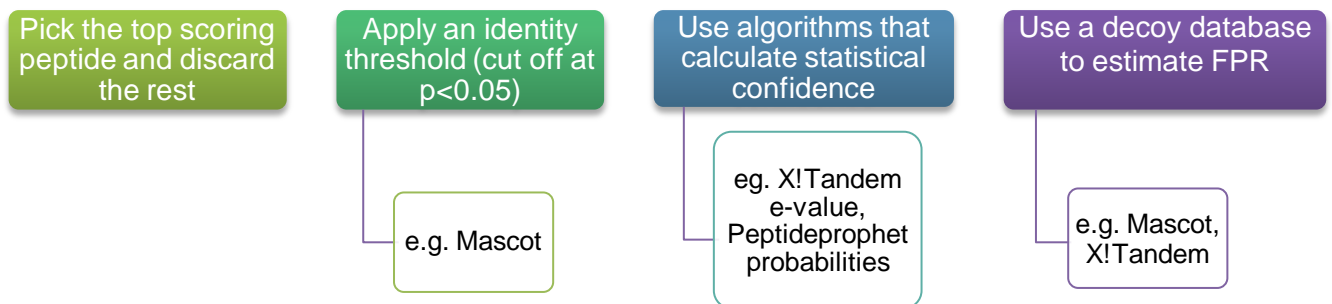 Pick the top scoring
peptide and discard
the rest
Apply an identity
threshold (cut off at
p<0.05)
e.g. Mascot
Use algorithms that
calculate statistical
confidence
eg. X!Tandem
e-value,
Peptideprophet
probabilities
Use a decoy database
to estimate FPR
e.g. Mascot,
X!Tandem